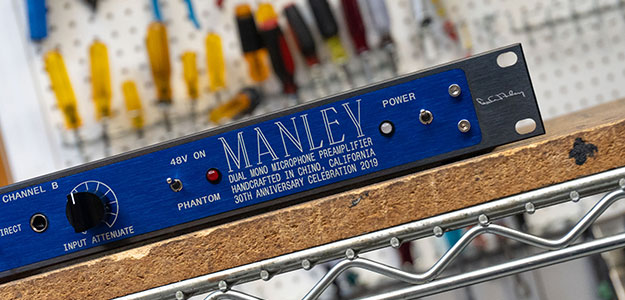 CHANNEL B
DIRECT
INPUT ATTENUATE
48V ON
PHANTOM
MANLEY
DUAL MONO MICROPHONE PREAMPLIFIER
HANDCRAFTED IN CHINO, CALIFORNIA
30TH ANNIVERSARY CELEBRATION 2019
POWER